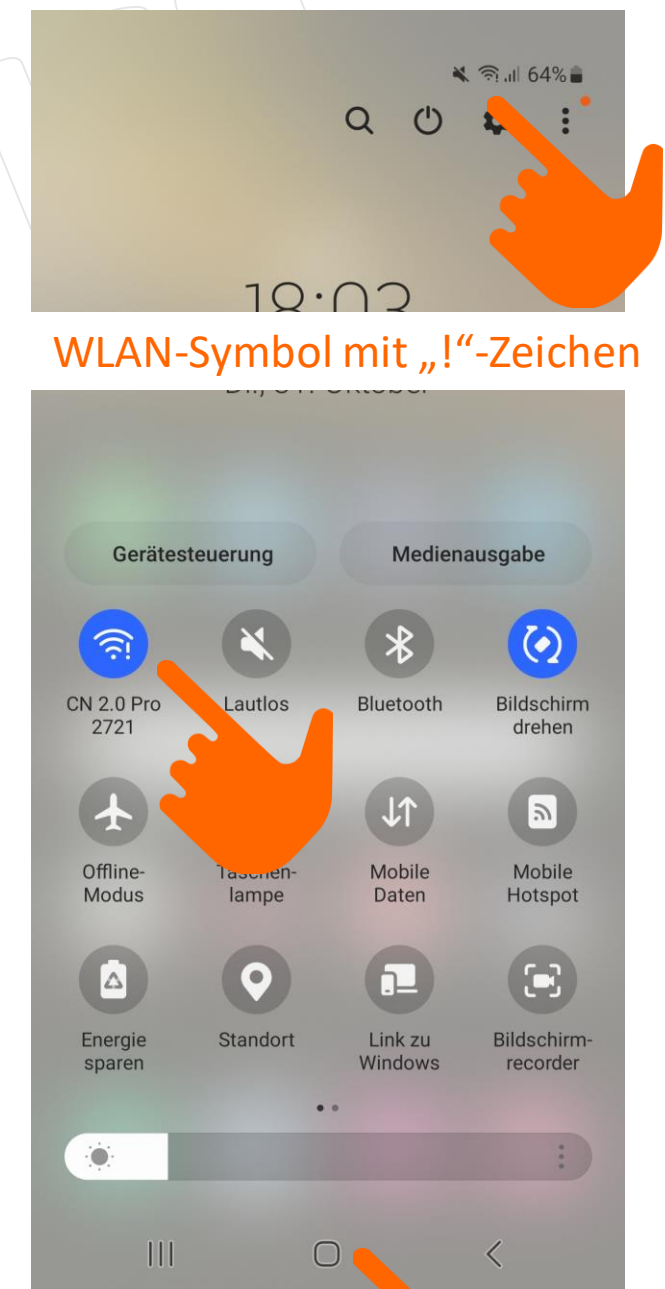 64%
18:03
WLAN-Symbol mit „!“-Zeichen
Gerätesteuerung
Medienausgabe
CN 2.0 Pro
2721
Lautlos
Bluetooth
Bildschirm
drehen
Offline-
Modus
Taschen-
lampe
Mobile
Daten
Mobile
Hotspot
Energie
sparen
Standort
Link zu
Windows
Bildschirm-
recorder